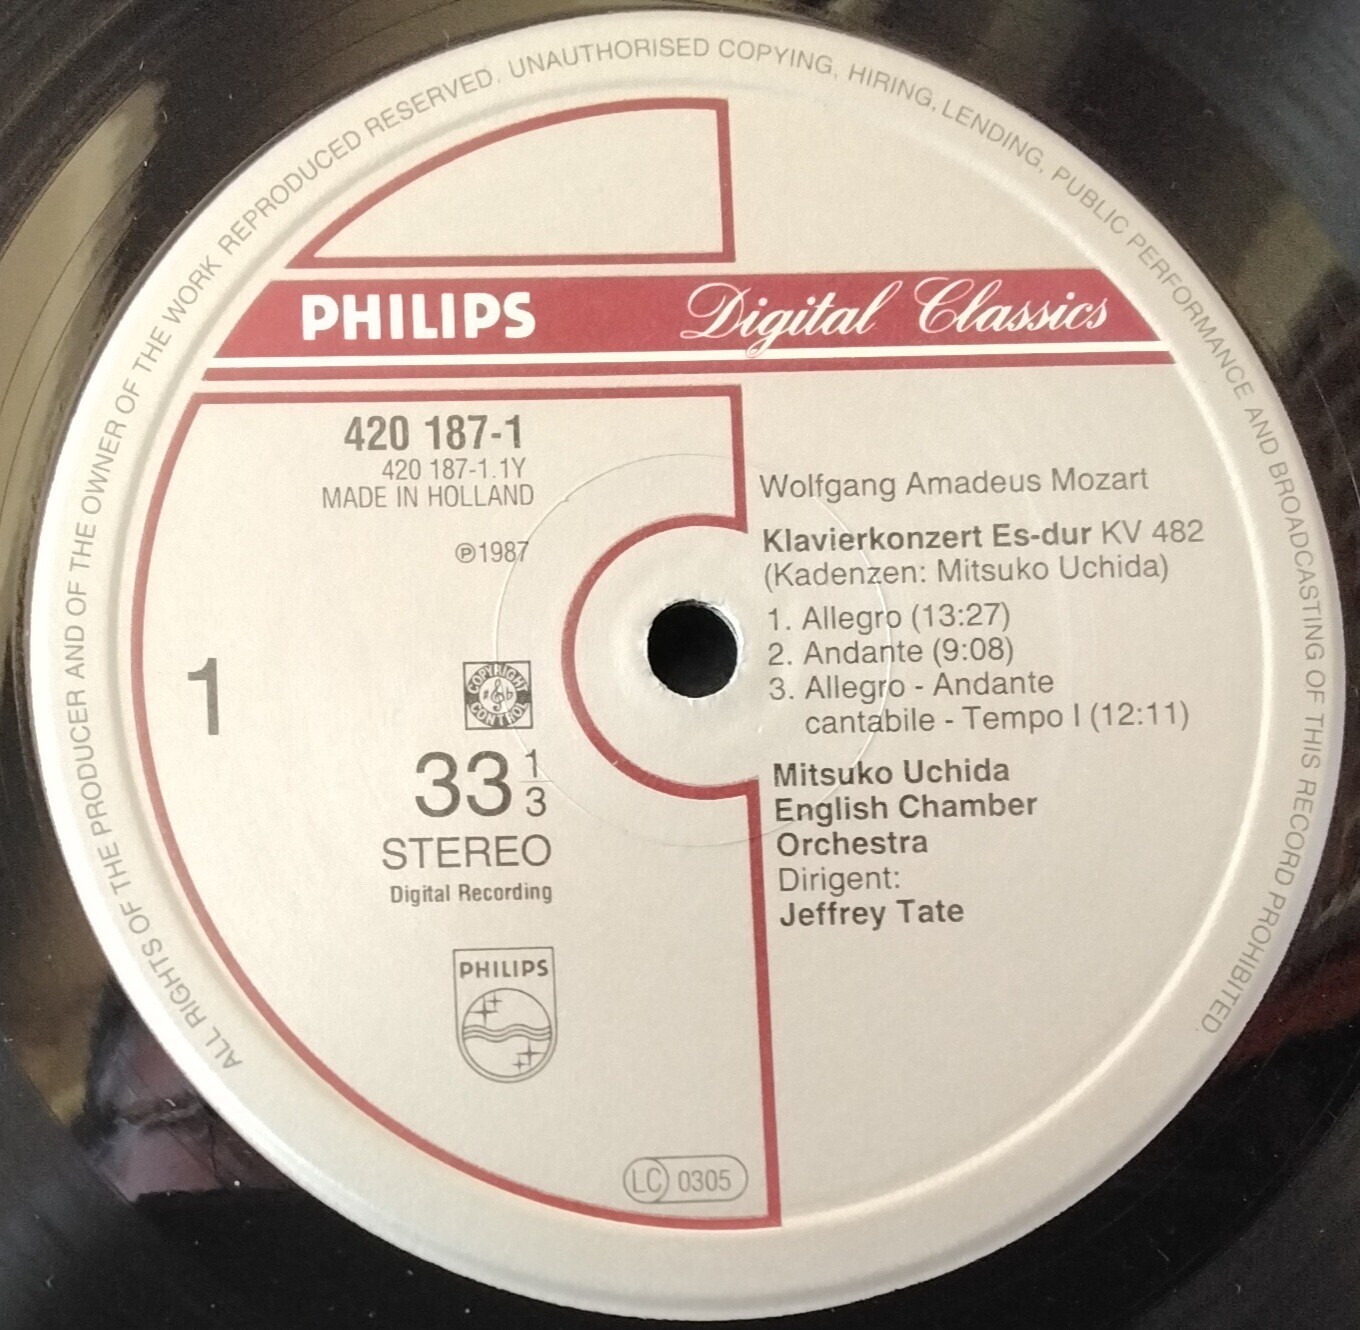 ALL RIGHTS OF THE PRODUCER AND OF THE OWNER OF THE WORK REPRODUCED RESERVED. UNAUTHORISED COPYING, HIRING, LENDING, PUBLIC PERFORMANCE AND BROADCASTING OF THIS RECORD PROHIBITED.
PHILIPS Digital Classics
420 187-1
420 187-1.1Y
MADE IN HOLLAND
℗1987
1
COPYRIGHT
CONTROL
33 1/3
STEREO
Digital Recording
PHILIPS
LC 0305
Wolfgang Amadeus Mozart
Klavierkonzert Es-dur KV 482
(Kadenzen: Mitsuko Uchida)
1. Allegro (13:27)
2. Andante (9:08)
3. Allegro - Andante
cantabile - Tempo I (12:11)
Mitsuko Uchida
English Chamber
Orchestra
Dirigent:
Jeffrey Tate